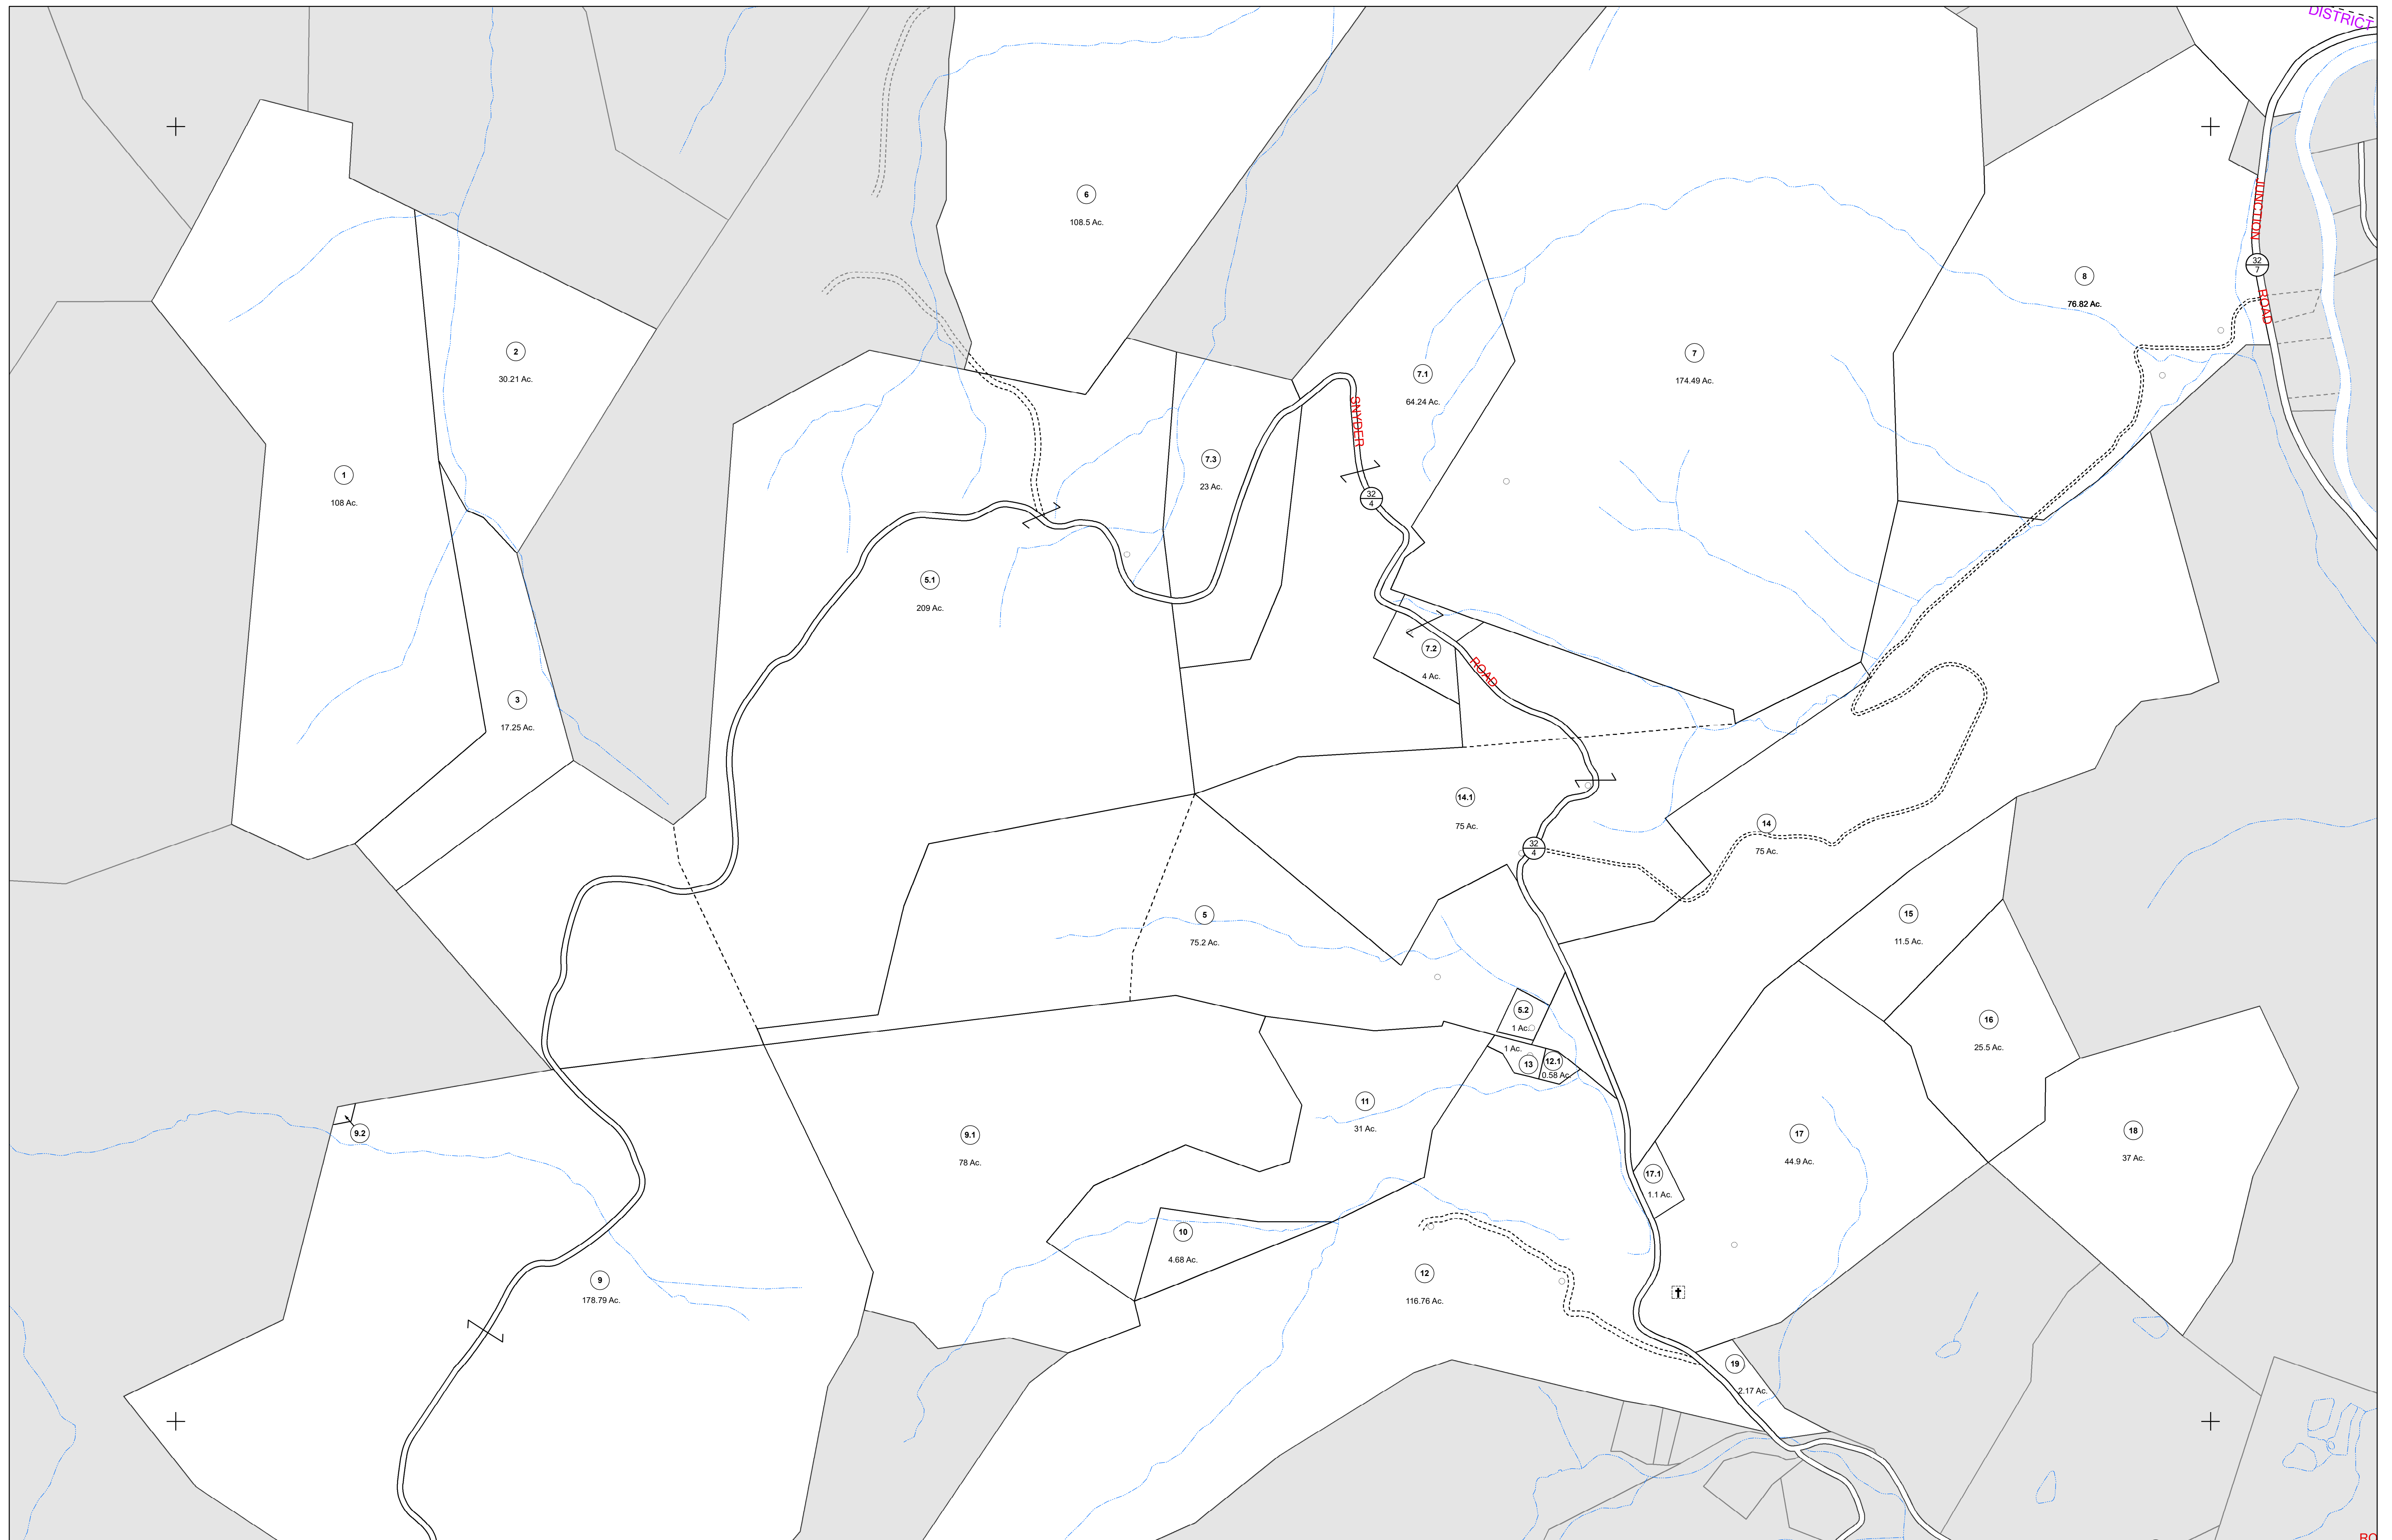 DISTRICT
6
108.5 Ac.
JUNCTION
32
7
ROAD
8
76.82 Ac.
2
30.21 Ac.
7
174.49 Ac.
7.1
64.24 Ac.
SNYDER
7.3
23 Ac.
1
108 Ac.
32
4
5.1
209 Ac.
7.2
4 Ac.
ROAD
3
17.25 Ac.
14.1
75 Ac.
14
75 Ac.
32
4
5
75.2 Ac.
15
11.5 Ac.
5.2
1 Ac.
16
25.5 Ac.
1 Ac.
13
12.1
0.58 Ac.
11
31 Ac.
9.2
9.1
78 Ac.
17
44.9 Ac.
18
37 Ac.
17.1
1.1 Ac.
10
4.68 Ac.
9
178.79 Ac.
12
116.76 Ac.
19
2.17 Ac.
RO